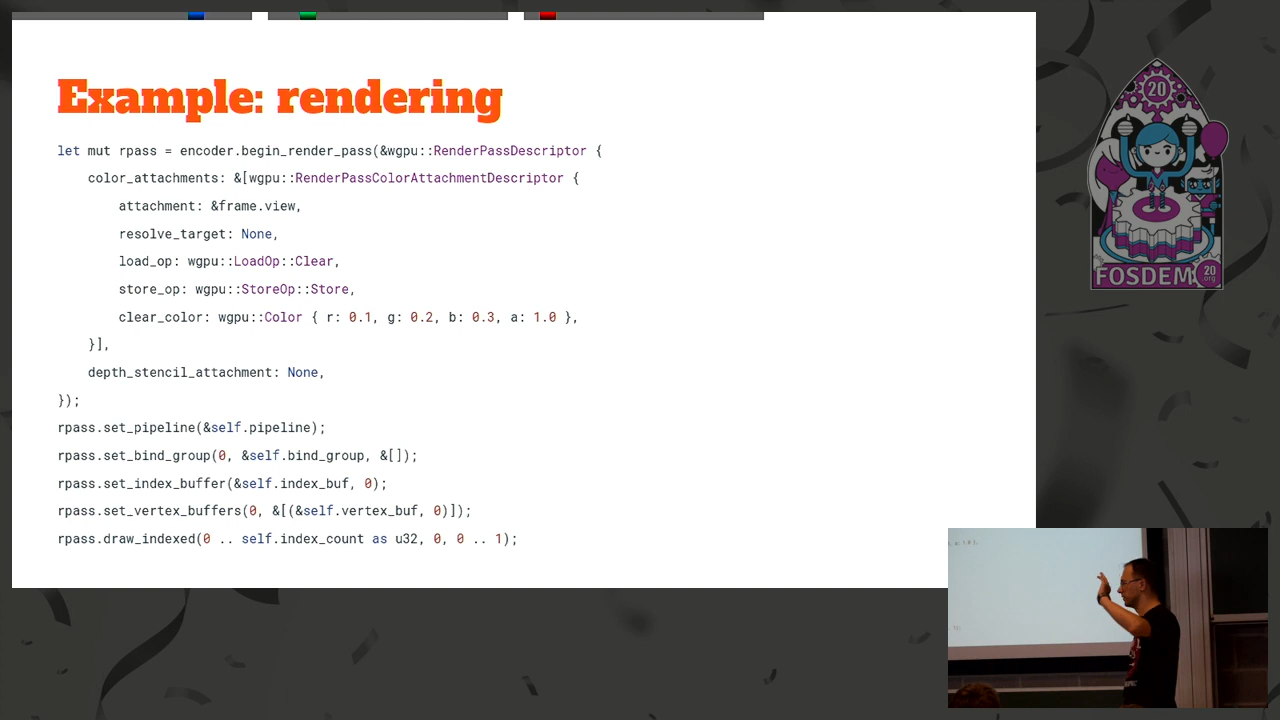 Example: rendering
let mut rpass = encoder.begin_render_pass(&wgpu::RenderPassDescriptor {
    color_attachments: &[wgpu::RenderPassColorAttachmentDescriptor {
        attachment: &frame.view,
        resolve_target: None,
        load_op: wgpu::LoadOp::Clear,
        store_op: wgpu::StoreOp::Store,
        clear_color: wgpu::Color { r: 0.1, g: 0.2, b: 0.3, a: 1.0 },
    }],
    depth_stencil_attachment: None,
});
rpass.set_pipeline(&self.pipeline);
rpass.set_bind_group(0, &self.bind_group, &[]);
rpass.set_index_buffer(&self.index_buf, 0);
rpass.set_vertex_buffers(0, &[(&self.vertex_buf, 0)]);
rpass.draw_indexed(0 .. self.index_count as u32, 0, 0 .. 1);
20
FOSDEM
20
.org